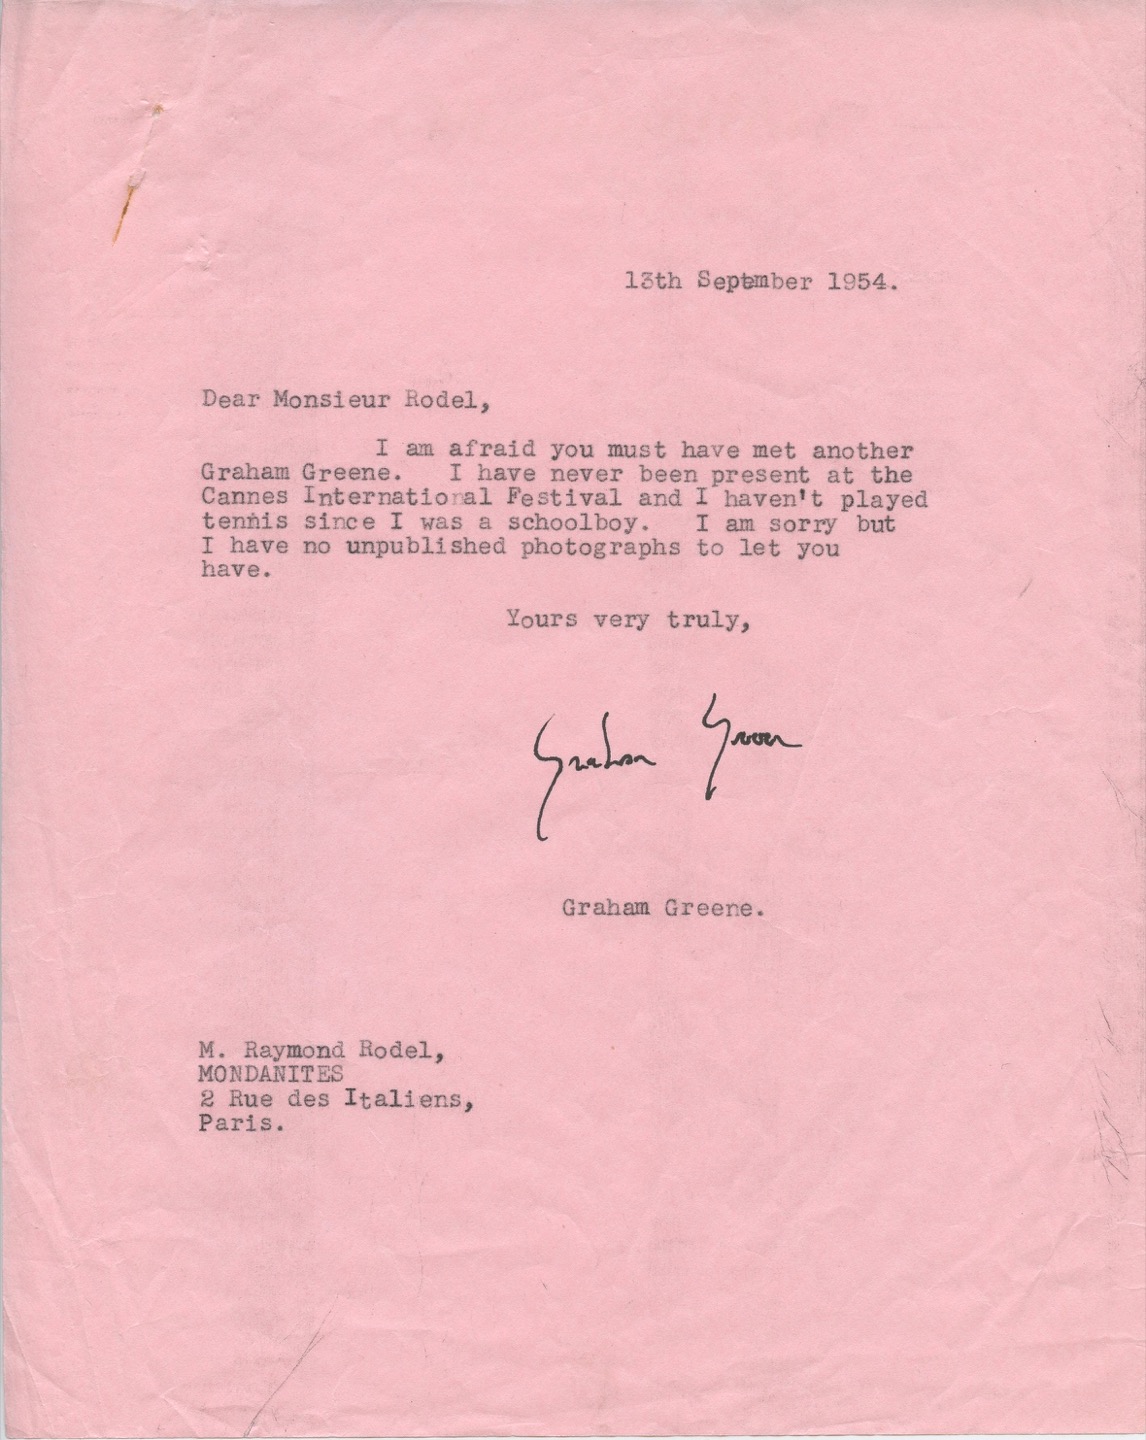 13th September 1954.
Dear Monsieur Rodel,
I am afraid you must have met another
Graham Greene. I have never been present at the
Cannes International Festival and I haven't played
tennis since I was a schoolboy. I am sorry but
I have no unpublished photographs to let you
have.
Yours very truly,
Graham Greene
Graham Greene.
M. Raymond Rodel,
MONDANITES
2 Rue des Italiens,
Paris.